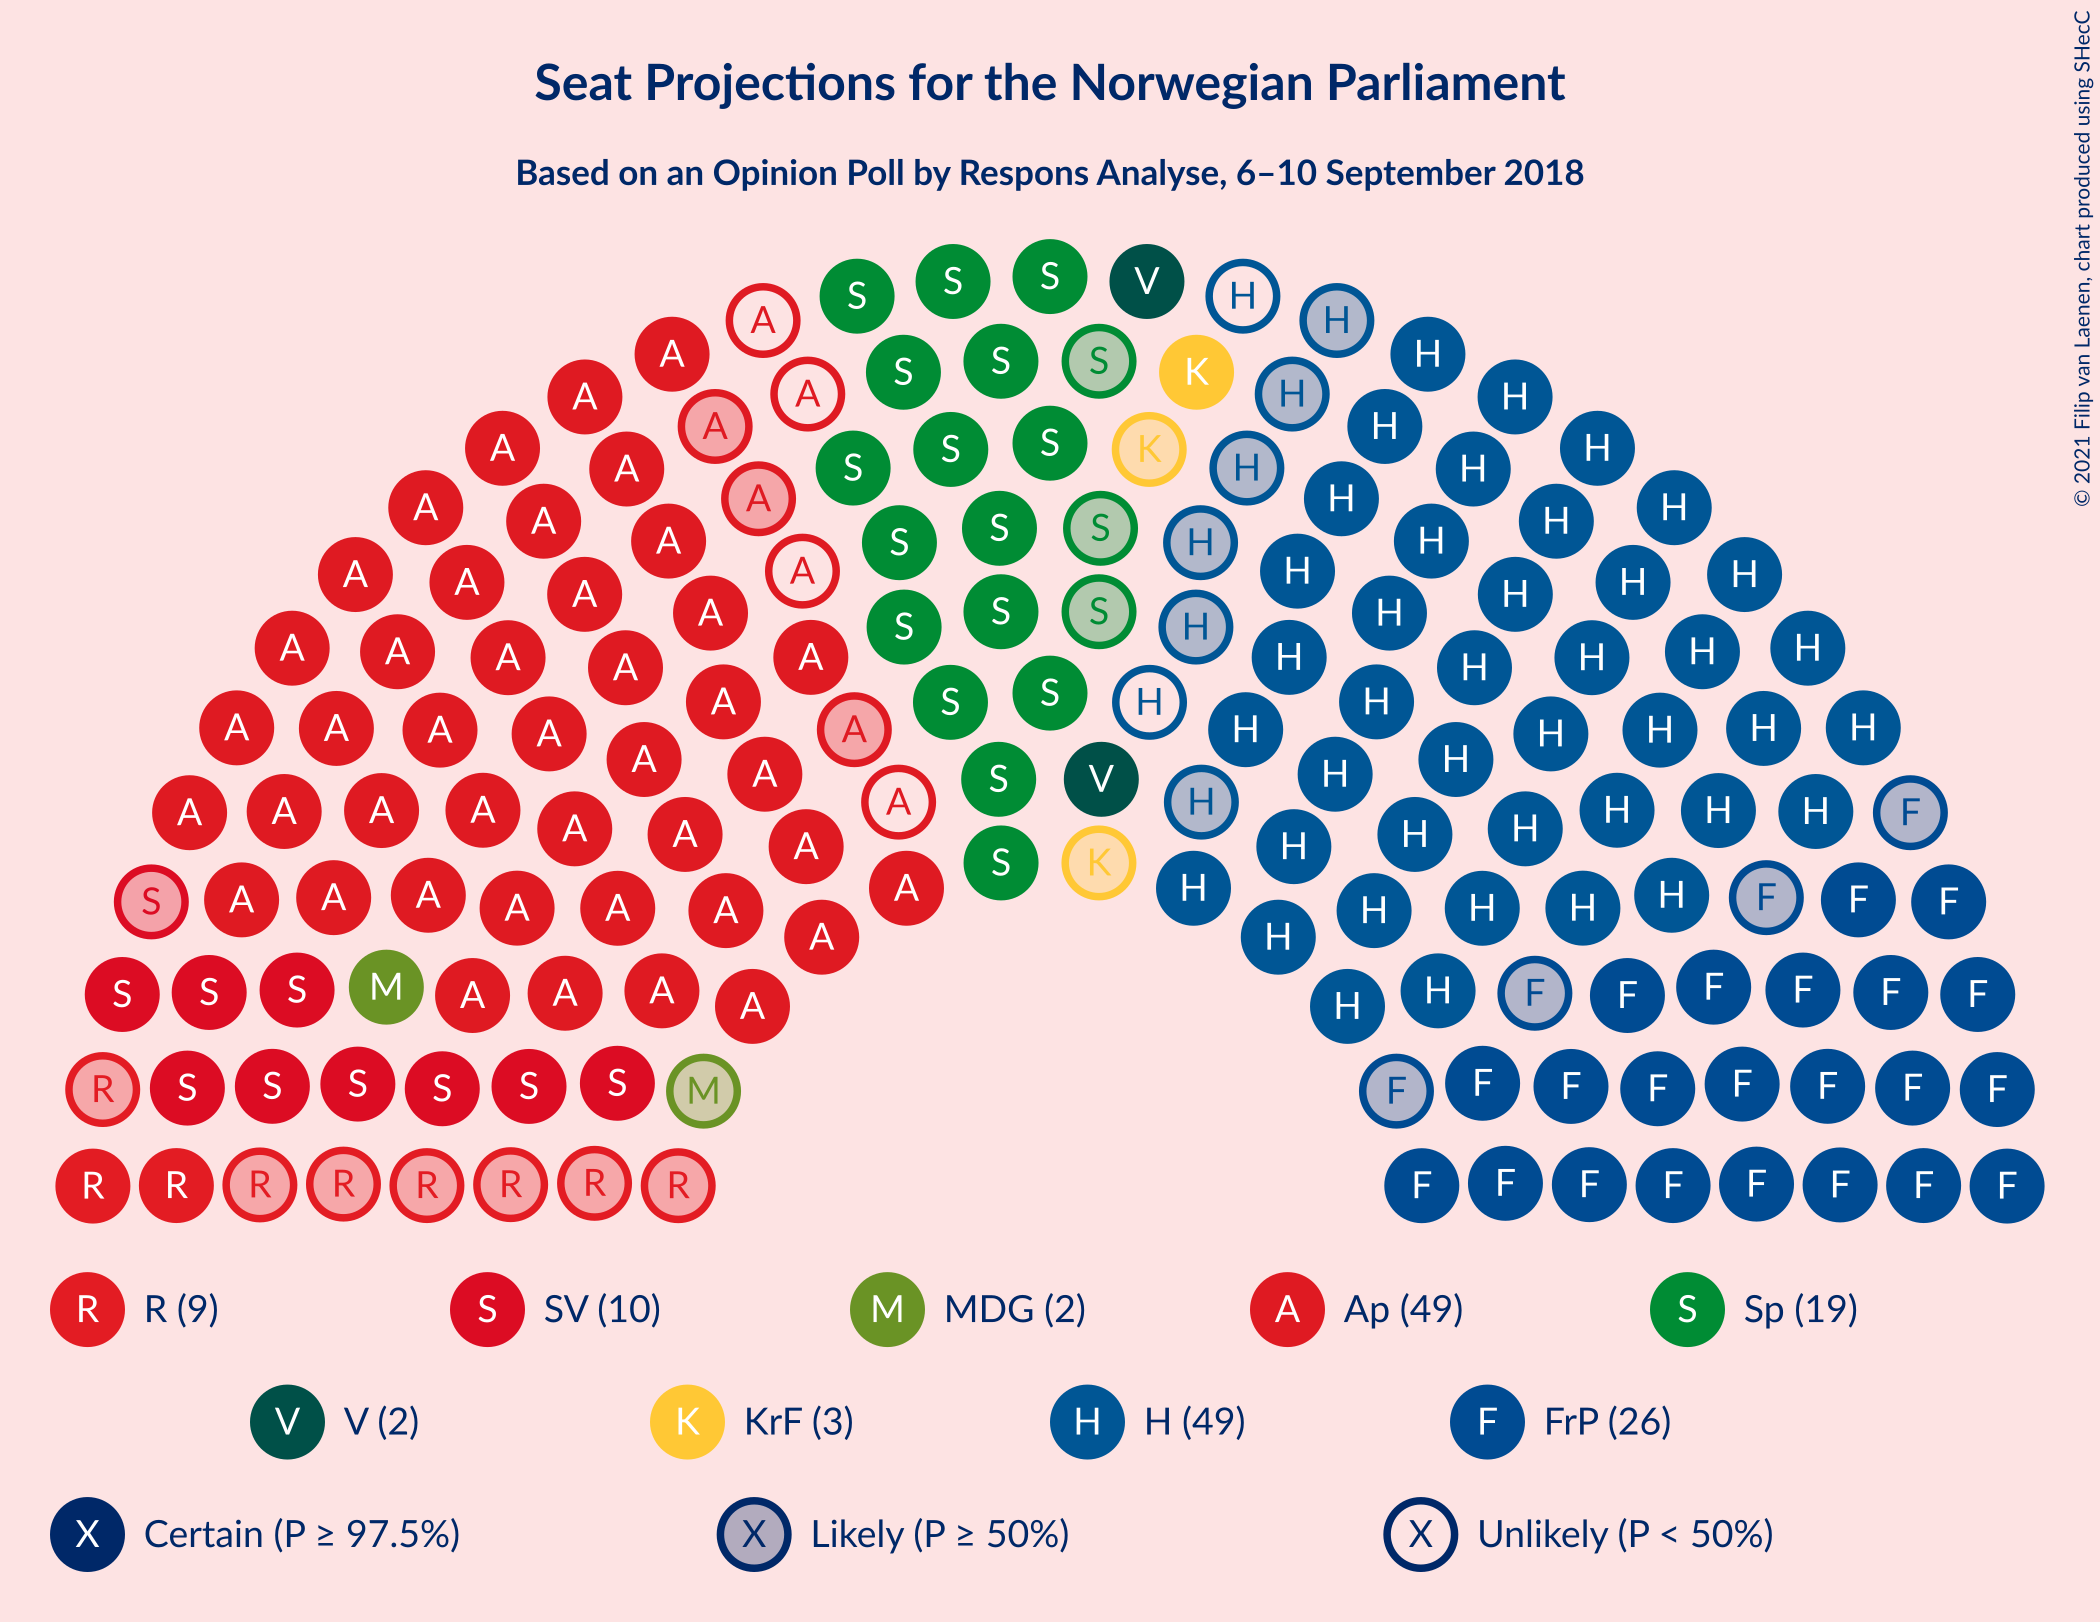 Seat Projections for the Norwegian Parliament
Based on an Opinion Poll by Respons Analyse, 6–10 September 2018
© 2021 Filip van Laenen, chart produced using SHecC
S S S V H H
A A S S S K H H H
A A A S S S K H H H H
A A A A S S S H H H H H
A A A A A S S S H H H H H H
A A A A A A S S H H H H H H H
A A A A A A A A S V H H H H H H H H
A A A A A A A A A S K H H H H H H H H F
S A A A A A A A H H H H H F F F
S S S M A A A A H H F F F F F F
R S S S S S S M F F F F F F F F
R R R R R R R R F F F F F F F F
R R (9) S SV (10) M MDG (2) A Ap (49) S Sp (19)
V V (2) K KrF (3) H H (49) F FrP (26)
X Certain (P ≥ 97.5%) X Likely (P ≥ 50%) X Unlikely (P < 50%)